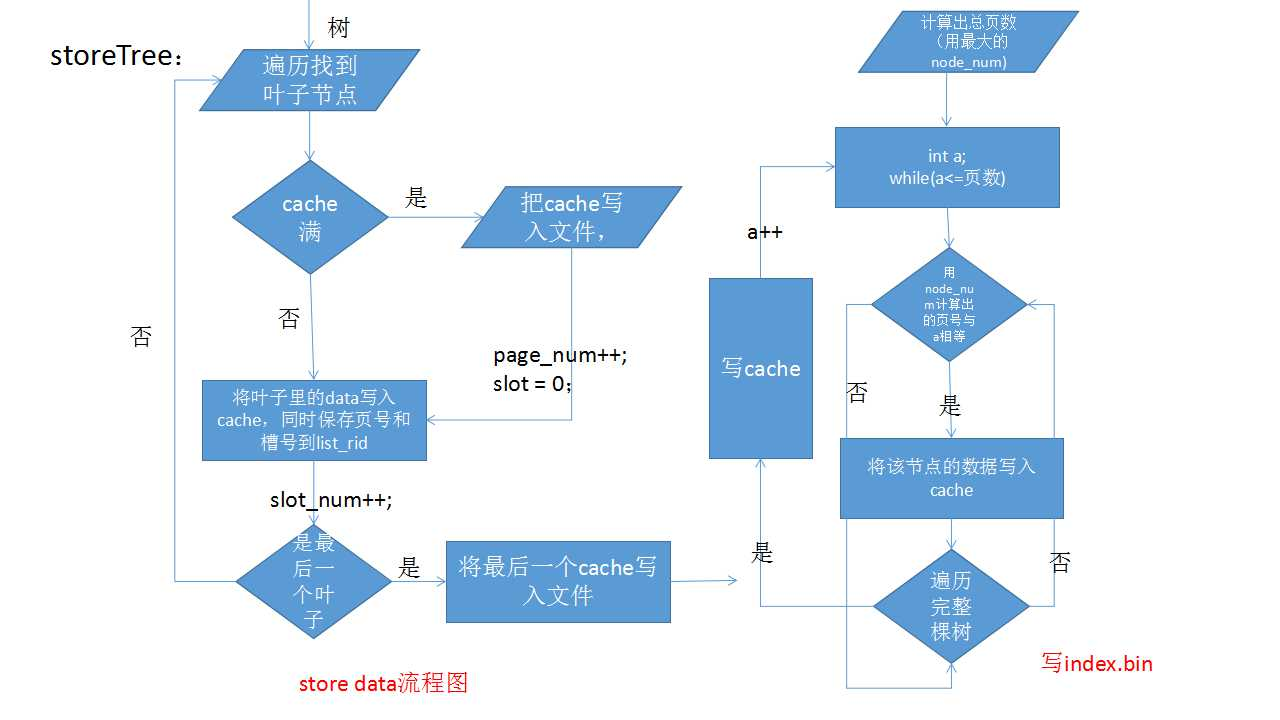 storeTree：
树
遍历找到
叶子节点
cache
满
是
把cache写
入文件，
否
否
page_num++;
slot = 0；
将叶子里的data写入
cache，同时保存页号和
槽号到list_rid
slot_num++;
是最
后一
个叶
子
是
将最后一个cache写
入文件
store data流程图
计算出总页数
（用最大的
node_num)
int a;
while(a<=页数)
a++
用
node_nu
m计算出
的页号与
a相等
写cache
否
是
将该节点的数据写入
cache
是
否
遍历
完整
棵树
写index.bin